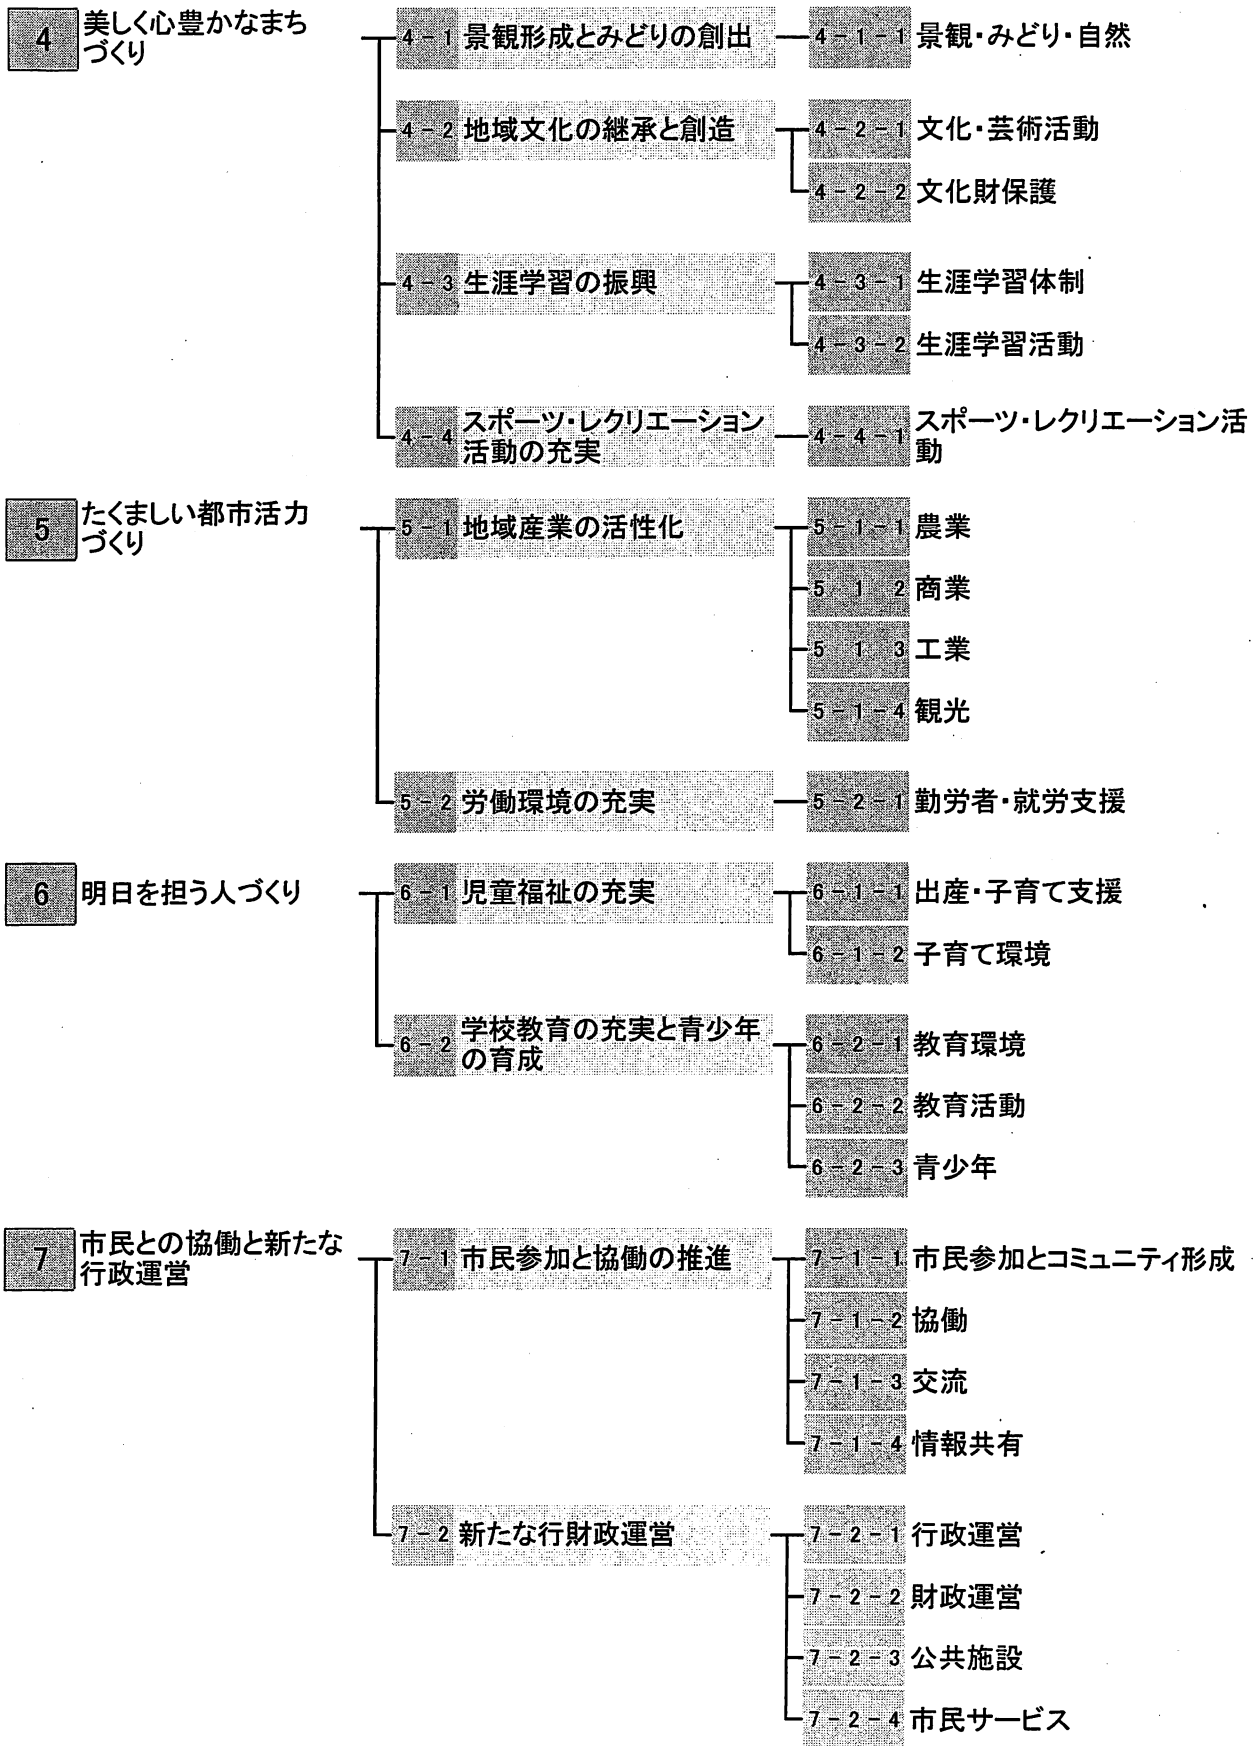 4 美しく心豊かなまち
づくり
4-1 景観形成とみどりの創出
4-1-1 景観・みどり・自然
4-2 地域文化の継承と創造
4-2-1 文化・芸術活動
4-2-2 文化財保護
4-3 生涯学習の振興
4-3-1 生涯学習体制
4-3-2 生涯学習活動
4-4 スポーツ・レクリエーション
活動の充実
4-4-1 スポーツ・レクリエーション活
動
5 たくましい都市活力
づくり
5-1 地域産業の活性化
5-1-1 農業
5-1-2 商業
5-1-3 工業
5-1-4 観光
5-2 労働環境の充実
5-2-1 勤労者・就労支援
6 明日を担う人づくり
6-1 児童福祉の充実
6-1-1 出産・子育て支援
6-1-2 子育て環境
6-2 学校教育の充実と青少年
の育成
6-2-1 教育環境
6-2-2 教育活動
6-2-3 青少年
7 市民との協働と新たな
行政運営
7-1 市民参加と協働の推進
7-1-1 市民参加とコミュニティ形成
7-1-2 協働
7-1-3 交流
7-1-4 情報共有
7-2 新たな行財政運営
7-2-1 行政運営
7-2-2 財政運営
7-2-3 公共施設
7-2-4 市民サービス